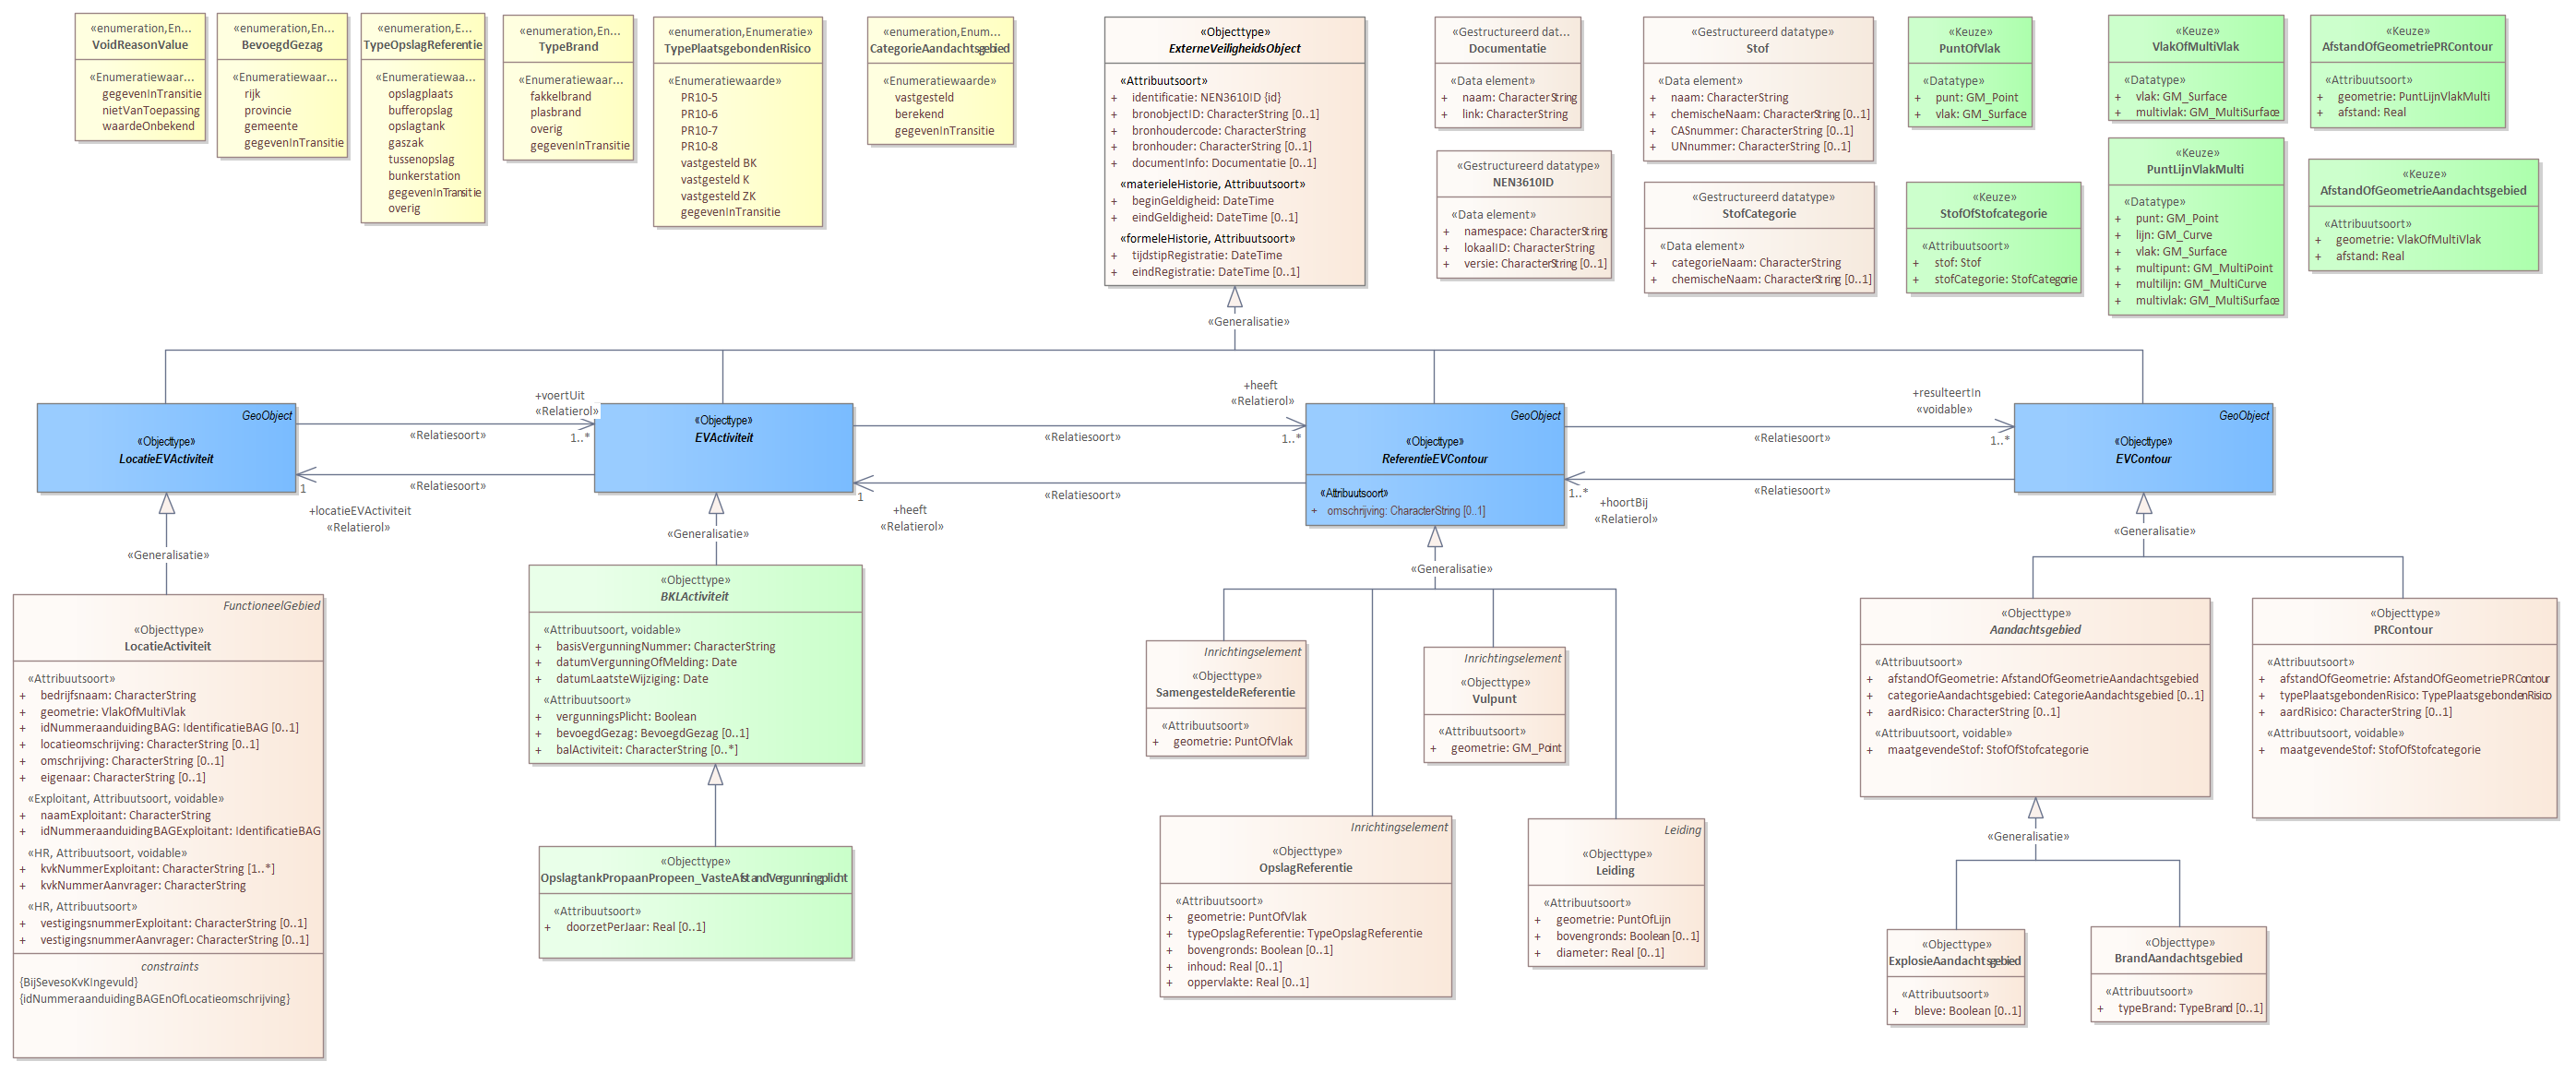 «enumeration,En...
VoidReasonValue
«Enumeratiewaar...
gegevenInTransitie
nietVanToepassing
waardeOnbekend
«enumeration,En...
BevoegdGezag
«Enumeratiewaar...
rijk
provincie
gemeente
gegevenInTransitie
«enumeration,E...
TypeOpslagReferentie
«Enumeratiewaa...
opslagplaats
bufferopslag
opslagtank
gaszak
tussenopslag
bunkerstation
gegevenInTransitie
overig
«enumeration,En...
TypeBrand
«Enumeratiewaar...
fakkelbrand
plasbrand
overig
gegevenInTransitie
«enumeration,Enumeratie»
TypePlaatsgebondenRisico
«Enumeratiewaarde»
PR10-5
PR10-6
PR10-7
PR10-8
vastgesteld BK
vastgesteld K
vastgesteld ZK
gegevenInTransitie
«enumeration,Enum...
CategorieAandachtsgebied
«Enumeratiewaarde»
vastgesteld
berekend
gegevenInTransitie
«Objecttype»
ExterneVeiligheidsObject
«Attribuutsoort»
+ identificatie: NEN3610ID {id}
+ bronobjectID: CharacterString [0..1]
+ bronhoudercode: CharacterString
+ bronhouder: CharacterString [0..1]
+ documentInfo: Documentatie [0..1]
«materieleHistorie, Attribuutsoort»
+ beginGeldigheid: DateTime
+ eindGeldigheid: DateTime [0..1]
«formeleHistorie, Attribuutsoort»
+ tijdstipRegistratie: DateTime
+ eindRegistratie: DateTime [0..1]
«Gestructureerd dat...
Documentatie
«Data element»
+ naam: CharacterString
+ link: CharacterString
«Gestructureerd datatype»
NEN3610ID
«Data element»
+ namespace: CharacterString
+ lokaalID: CharacterString
+ versie: CharacterString [0..1]
«Gestructureerd datatype»
Stof
«Data element»
+ naam: CharacterString
+ chemischeNaam: CharacterString [0..1]
+ CASnummer: CharacterString [0..1]
+ UNnummer: CharacterString [0..1]
«Gestructureerd datatype»
StofCategorie
«Data element»
+ categorieNaam: CharacterString
+ chemischeNaam: CharacterString [0..1]
«Keuze»
PuntOfVlak
«Datatype»
+ punt: GM_Point
+ vlak: GM_Surface
«Keuze»
StofOfStofcategorie
«Attribuutsoort»
+ stof: Stof
+ stofCategorie: StofCategorie
«Keuze»
VlakOfMultiVlak
«Datatype»
+ vlak: GM_Surface
+ multivlak: GM_MultiSurface
«Keuze»
PuntLijnVlakMulti
«Datatype»
+ punt: GM_Point
+ lijn: GM_Curve
+ vlak: GM_Surface
+ multipunt: GM_MultiPoint
+ multilijn: GM_MultiCurve
+ multivlak: GM_MultiSurface
«Keuze»
AfstandOfGeometriePRContour
«Attribuutsoort»
+ geometrie: PuntLijnVlakMulti
+ afstand: Real
«Keuze»
AfstandOfGeometrieAandachtsgebied
«Attribuutsoort»
+ geometrie: VlakOfMultiVlak
+ afstand: Real
«Generalisatie»
GeoObject
«Objecttype»
LocatieEVActiviteit
+voertUit
«Relatierol»
«Relatiesoort»
1..*
«Relatiesoort»
1
+locatieEVActiviteit
«Relatierol»
«Objecttype»
EVActiviteit
+heeft
«Relatierol»
«Relatiesoort»
1..*
«Relatiesoort»
1
+heeft
«Relatierol»
GeoObject
«Objecttype»
ReferentieEVContour
«Attribuutsoort»
+ omschrijving: CharacterString [0..1]
+resulteertIn
«voidable»
«Relatiesoort»
1..*
«Relatiesoort»
1..*
+hoortBij
«Relatierol»
GeoObject
«Objecttype»
EVContour
«Generalisatie»
«Generalisatie»
«Generalisatie»
«Generalisatie»
FunctioneelGebied
«Objecttype»
LocatieActiviteit
«Attribuutsoort»
+ bedrijfsnaam: CharacterString
+ geometrie: VlakOfMultiVlak
+ idNummeraanduidingBAG: IdentificatieBAG [0..1]
+ locatieomschrijving: CharacterString [0..1]
+ omschrijving: CharacterString [0..1]
+ eigenaar: CharacterString [0..1]
«Exploitant, Attribuutsoort, voidable»
+ naamExploitant: CharacterString
+ idNummeraanduidingBAGExploitant: IdentificatieBAG
«HR, Attribuutsoort, voidable»
+ kvkNummerExploitant: CharacterString [1..*]
+ kvkNummerAanvrager: CharacterString
«HR, Attribuutsoort»
+ vestigingsnummerExploitant: CharacterString [0..1]
+ vestigingsnummerAanvrager: CharacterString [0..1]
constraints
{BijSevesoKvKIngevuld}
{idNummeraanduidingBAGEnOfLocatieomschrijving}
«Objecttype»
BKLActiviteit
«Attribuutsoort, voidable»
+ basisVergunningNummer: CharacterString
+ datumVergunningOfMelding: Date
+ datumLaatsteWijziging: Date
«Attribuutsoort»
+ vergunningsPlicht: Boolean
+ bevoegdGezag: BevoegdGezag [0..1]
+ balActiviteit: CharacterString [0..*]
«Objecttype»
OpslagtankPropaanPropeen_VasteAfstandVergunningplicht
«Attribuutsoort»
+ doorzetPerJaar: Real [0..1]
Inrichtingselement
«Objecttype»
SamengesteldeReferentie
«Attribuutsoort»
+ geometrie: PuntOfVlak
Inrichtingselement
«Objecttype»
Vulpunt
«Attribuutsoort»
+ geometrie: GM_Point
Inrichtingselement
«Objecttype»
OpslagReferentie
«Attribuutsoort»
+ geometrie: PuntOfVlak
+ typeOpslagReferentie: TypeOpslagReferentie
+ bovengronds: Boolean [0..1]
+ inhoud: Real [0..1]
+ oppervlakte: Real [0..1]
Leiding
«Objecttype»
Leiding
«Attribuutsoort»
+ geometrie: PuntOfLijn
+ bovengronds: Boolean [0..1]
+ diameter: Real [0..1]
«Objecttype»
Aandachtsgebied
«Attribuutsoort»
+ afstandOfGeometrie: AfstandOfGeometrieAandachtsgebied
+ categorieAandachtsgebied: CategorieAandachtsgebied [0..1]
+ aardRisico: CharacterString [0..1]
«Attribuutsoort, voidable»
+ maatgevendeStof: StofOfStofcategorie
«Objecttype»
PRContour
«Attribuutsoort»
+ afstandOfGeometrie: AfstandOfGeometriePRContour
+ typePlaatsgebondenRisico: TypePlaatsgebondenRisico
+ aardRisico: CharacterString [0..1]
«Attribuutsoort, voidable»
+ maatgevendeStof: StofOfStofcategorie
«Generalisatie»
«Objecttype»
ExplosieAandachtsgebied
«Attribuutsoort»
+ bleve: Boolean [0..1]
«Objecttype»
BrandAandachtsgebied
«Attribuutsoort»
+ typeBrand: TypeBrand [0..1]